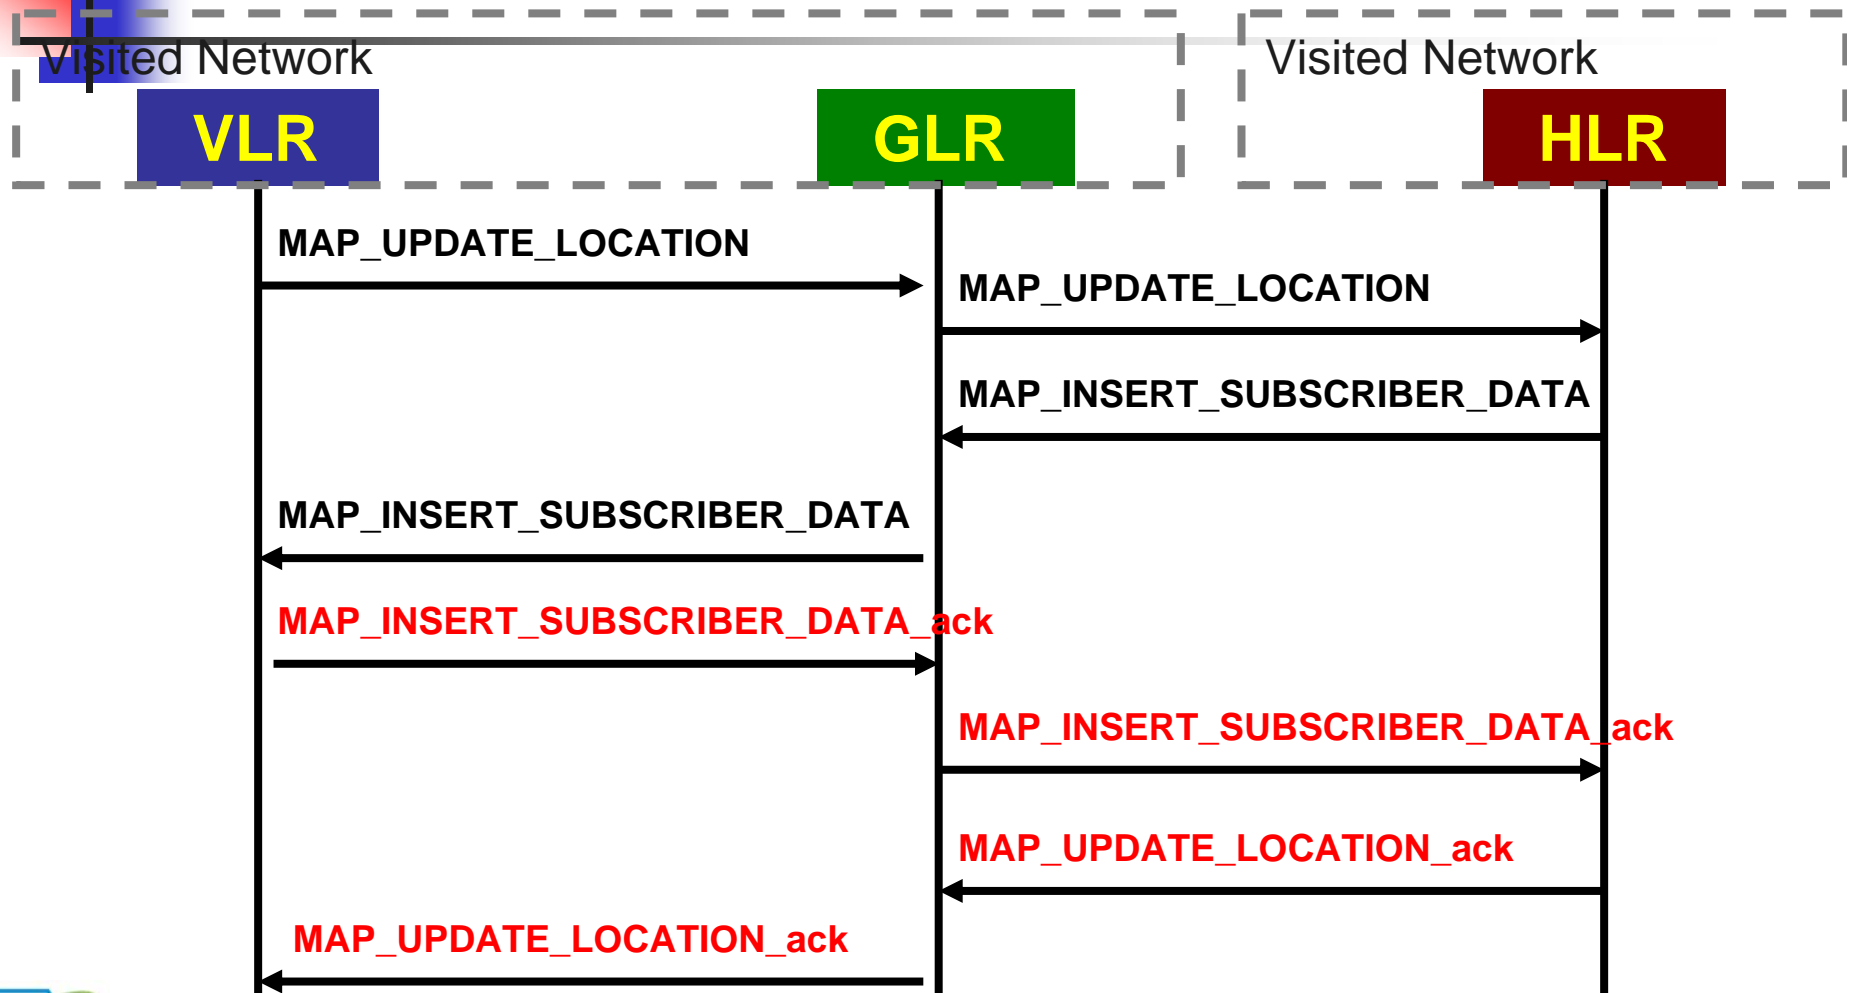 Visited Network
Visited Network
VLR
GLR
HLR
MAP_UPDATE_LOCATION
MAP_UPDATE_LOCATION
MAP_INSERT_SUBSCRIBER_DATA
MAP_INSERT_SUBSCRIBER_DATA
MAP_INSERT_SUBSCRIBER_DATA_ack
MAP_INSERT_SUBSCRIBER_DATA_ack
MAP_UPDATE_LOCATION_ack
MAP_UPDATE_LOCATION_ack